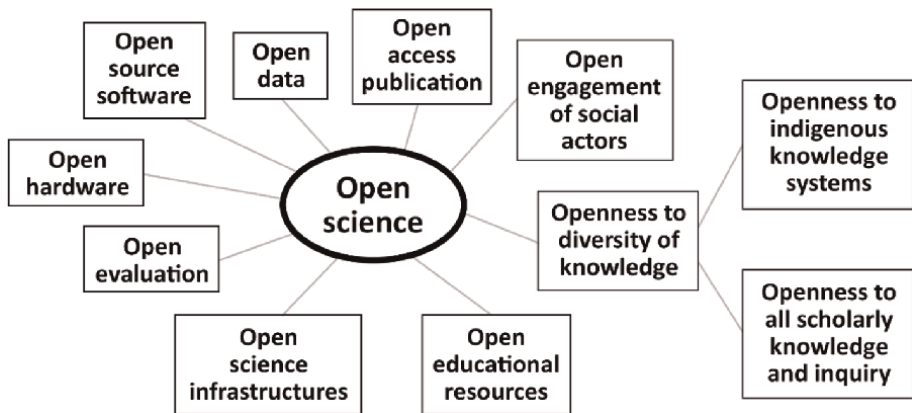 Open
source
software
Open
data
Open
access
publication
Open
engagement
of social
actors
Openness to
indigenous
knowledge
systems
Open
hardware
Open
science
Openness to
diversity of
knowledge
Open
evaluation
Openness to
all scholarly
knowledge
and inquiry
Open
science
infrastructures
Open
educational
resources